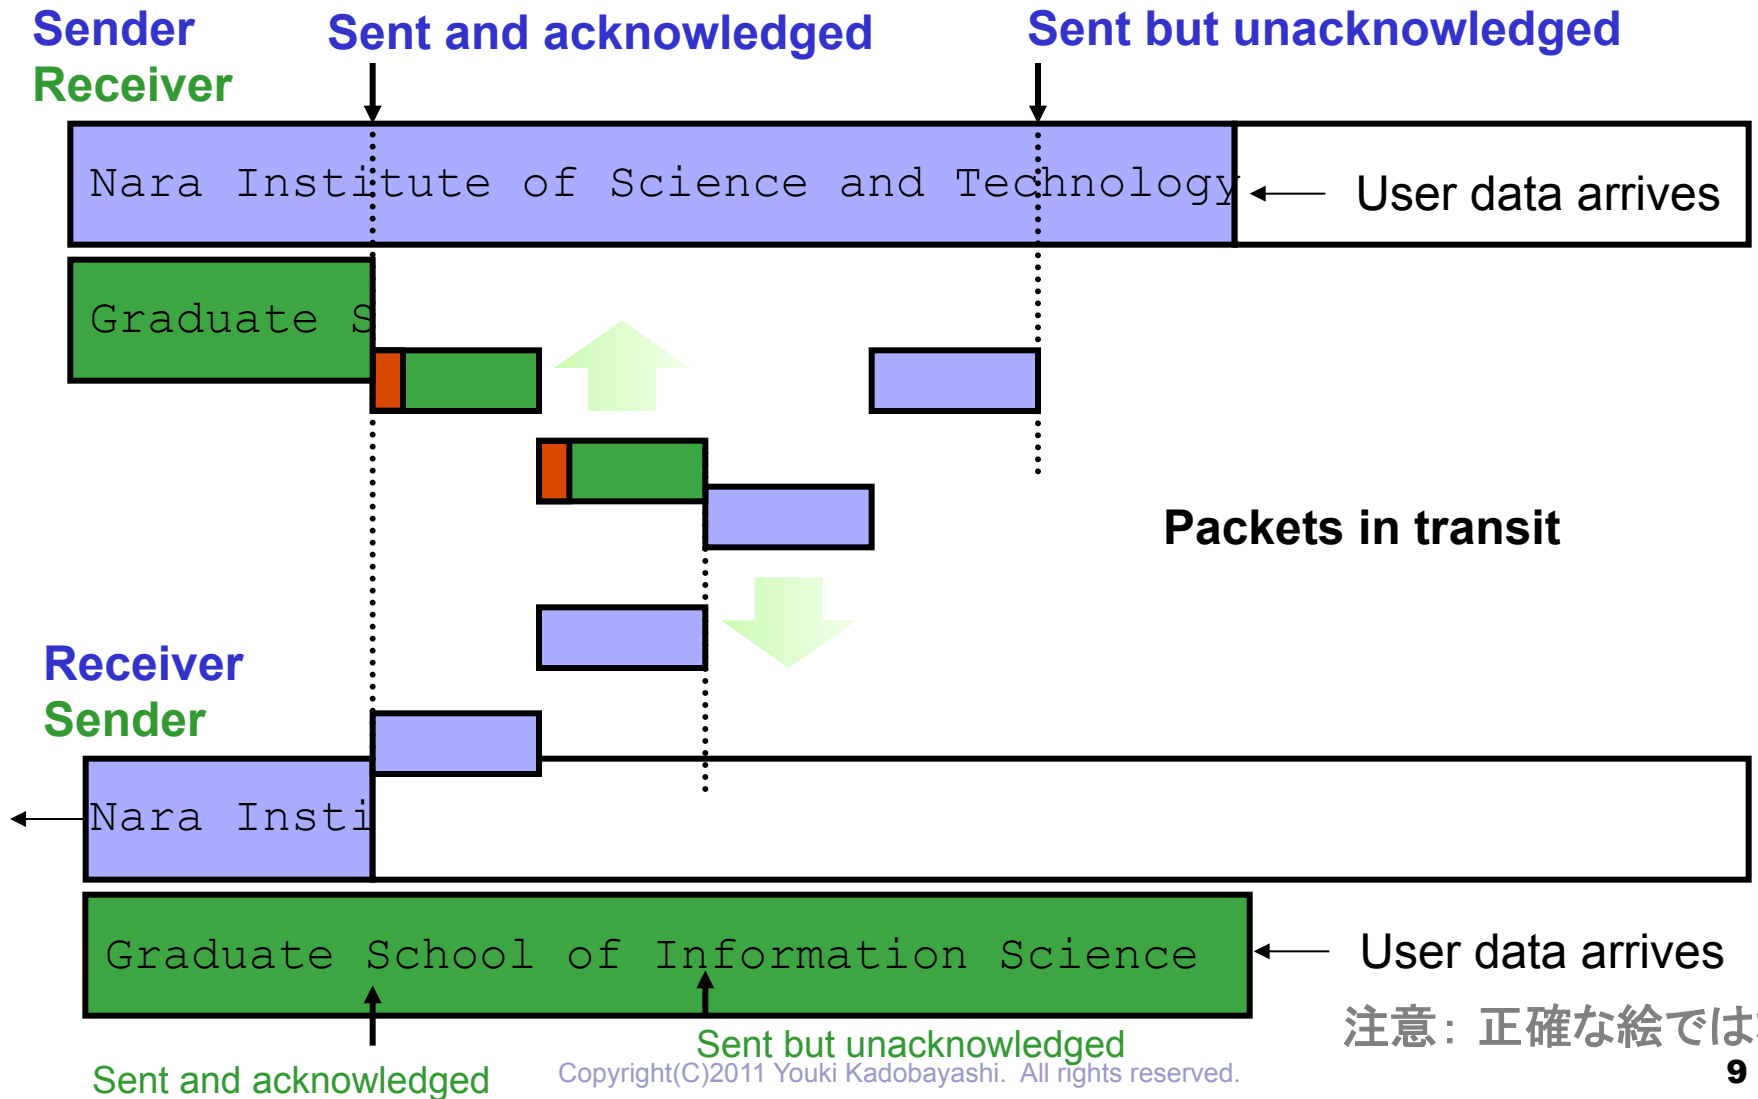 Sender
Receiver
Sent and acknowledged
Sent but unacknowledged
Nara Institute of Science and Technology
User data arrives
Graduate S
Packets in transit
Receiver
Sender
Nara Insti
Graduate School of Information Science
User data arrives
注意：正確な絵では
Sent but unacknowledged
Sent and acknowledged
Copyright(C)2011 Youki Kadobayashi. All rights reserved.
9